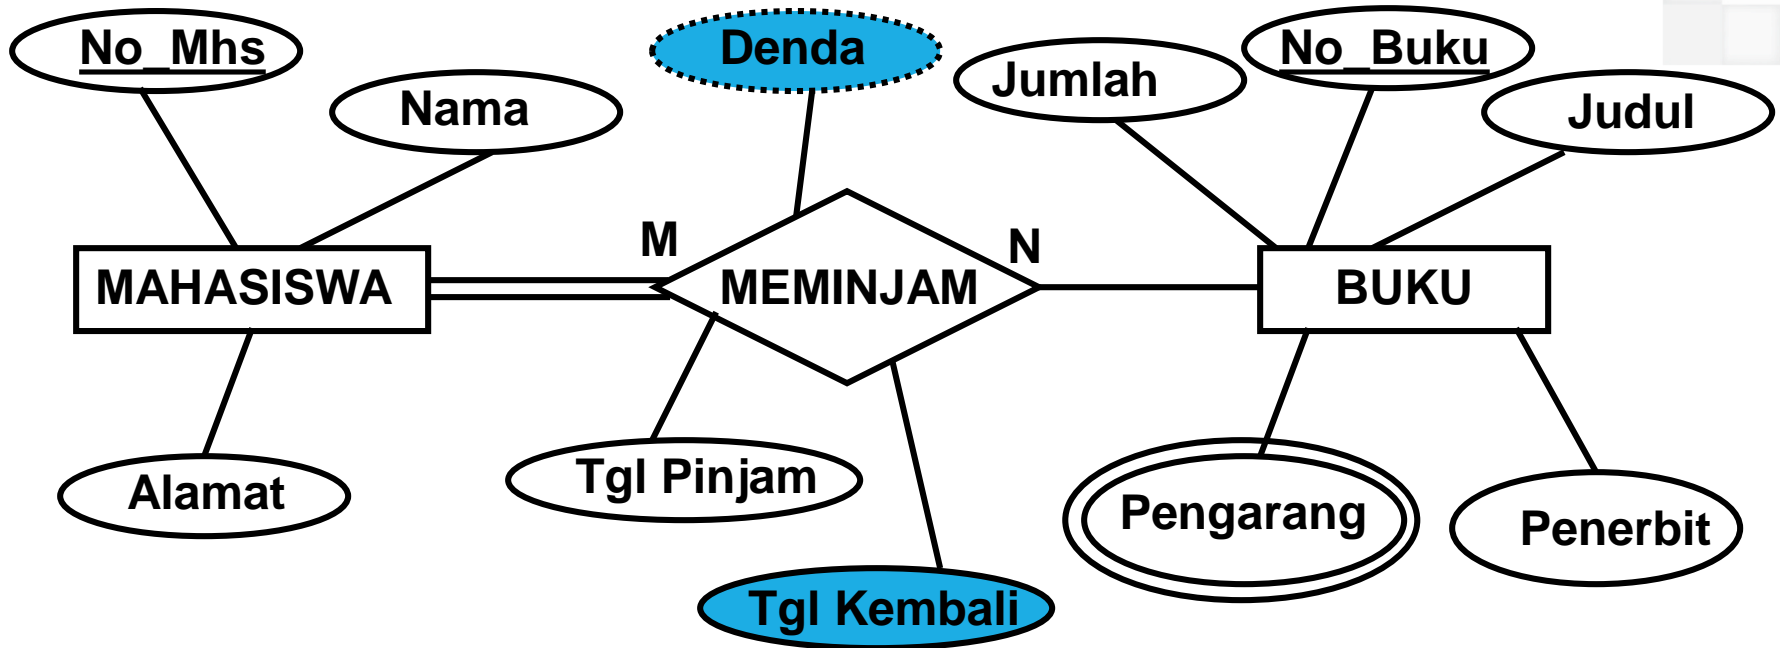 No_Mhs
Denda
No_Buku
Jumlah
Nama
Judul
M
N
MAHASISWA
MEMINJAM
BUKU
Tgl Pinjam
Alamat
Pengarang
Penerbit
Tgl Kembali